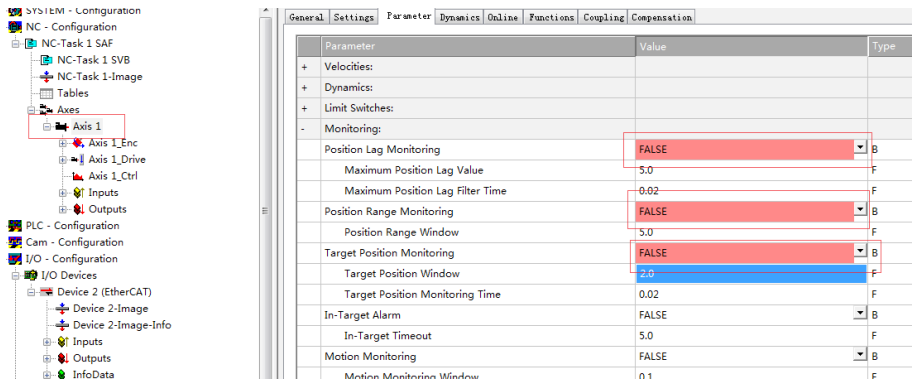 SYSTEM - Configuration
NC - Configuration
NC-Task 1 SAF
NC-Task 1 SVB
NC-Task 1-Image
Tables
Axes
Axis 1
Axis 1_Enc
Axis 1_Drive
Axis 1_Ctrl
Inputs
Outputs
PLC - Configuration
Cam - Configuration
I/O - Configuration
I/O Devices
Device 2 (EtherCAT)
Device 2-Image
Device 2-Image-Info
Inputs
Outputs
InfoData
General Settings Parameter Dynamics Online Functions Coupling Compensation
Parameter Value Type
+ Velocities:
+ Dynamics:
+ Limit Switches:
- Monitoring:
Position Lag Monitoring FALSE B
Maximum Position Lag Value 5.0 F
Maximum Position Lag Filter Time 0.02 F
Position Range Monitoring FALSE B
Position Range Window 5.0 F
Target Position Monitoring FALSE B
Target Position Window 2.0 F
Target Position Monitoring Time 0.02 F
In-Target Alarm FALSE B
In-Target Timeout 5.0 F
Motion Monitoring FALSE B
Motion Monitoring Window 0.1 F